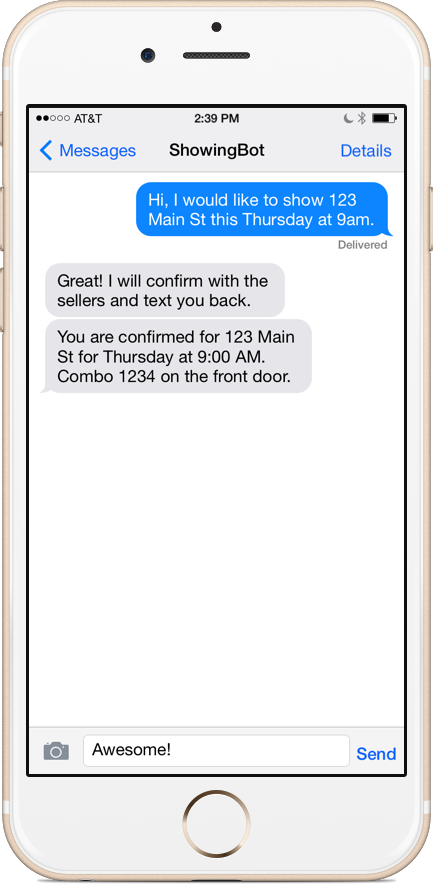 AT&T 2:39 PM
Messages ShowingBot Details
Hi, I would like to show 123
Main St this Thursday at 9am.
Delivered
Great! I will confirm with the
sellers and text you back.
You are confirmed for 123 Main
St for Thursday at 9:00 AM.
Combo 1234 on the front door.
Awesome! Send